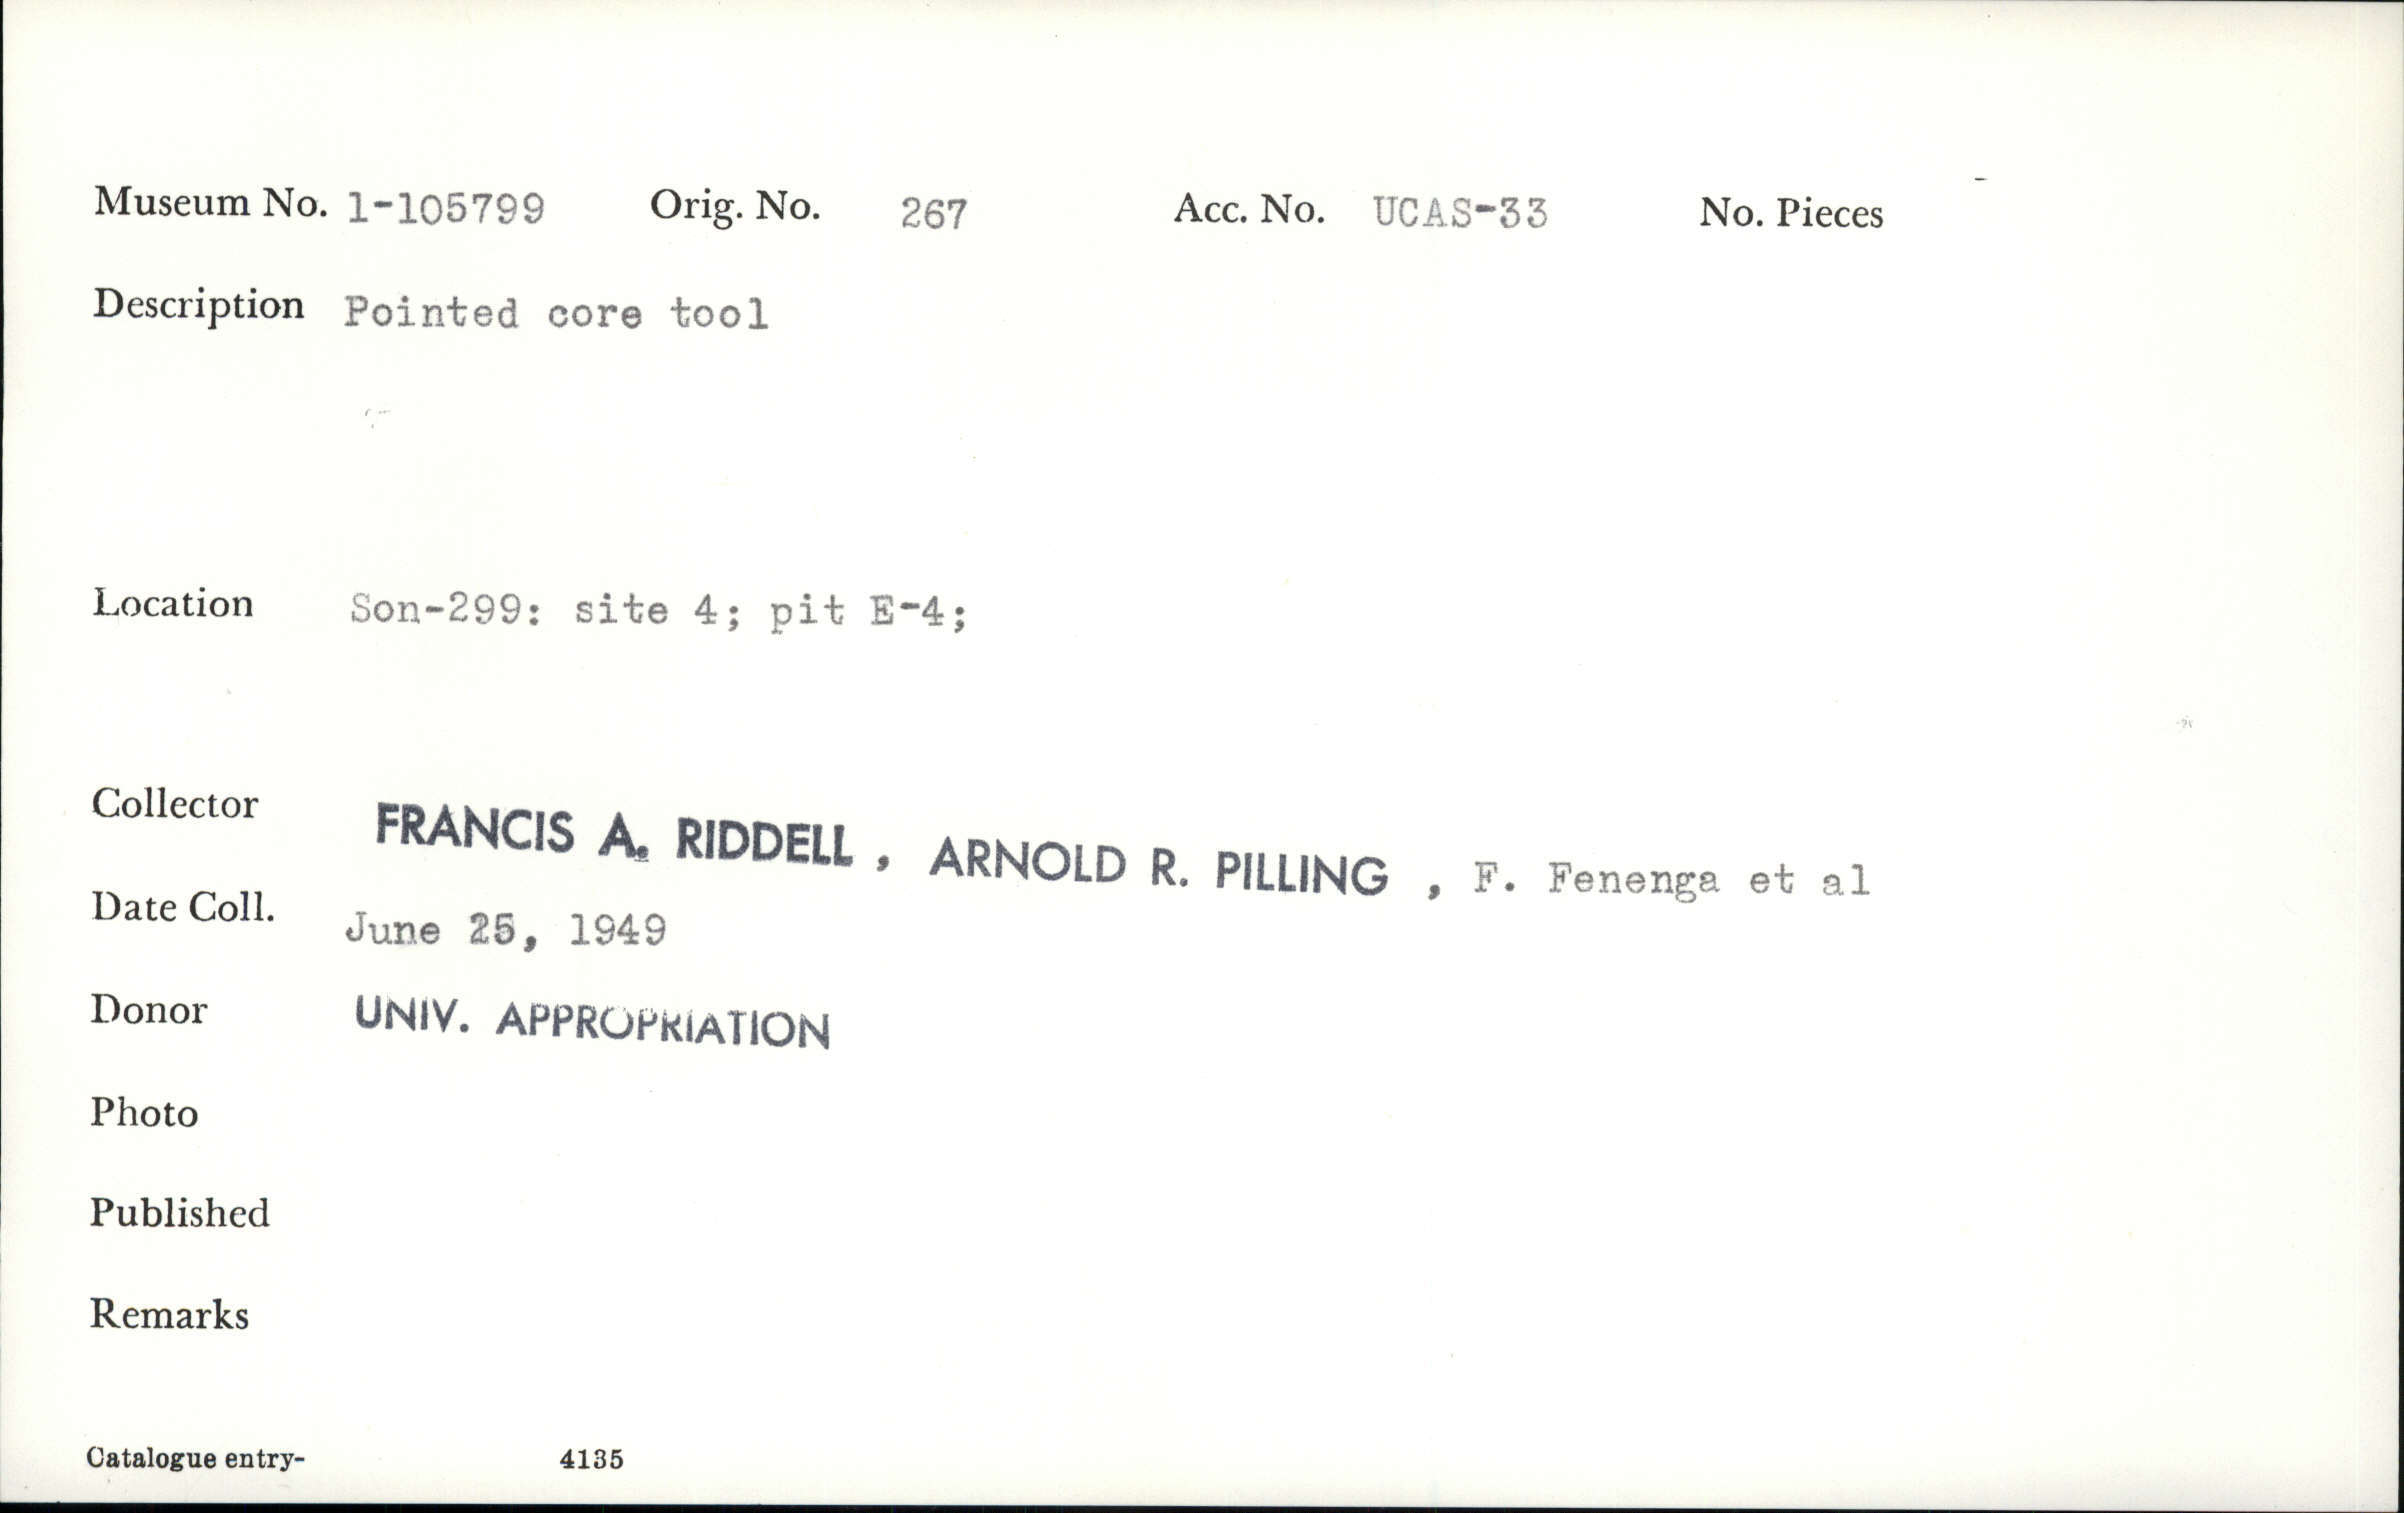 Museum No. 1-105799 Orig. No. 267 Acc. No. UCAS-33 No. Pieces
Description Pointed core tool
Location Son-299: site 4; pit E-4;
Collector FRANCIS A. RIDDELL , ARNOLD R. PILLING , F. Fenenga et al
Date Coll. June 25, 1949
Donor UNIV. APPROPRIATION
Photo
Published
Remarks
Catalogue entry- 4135